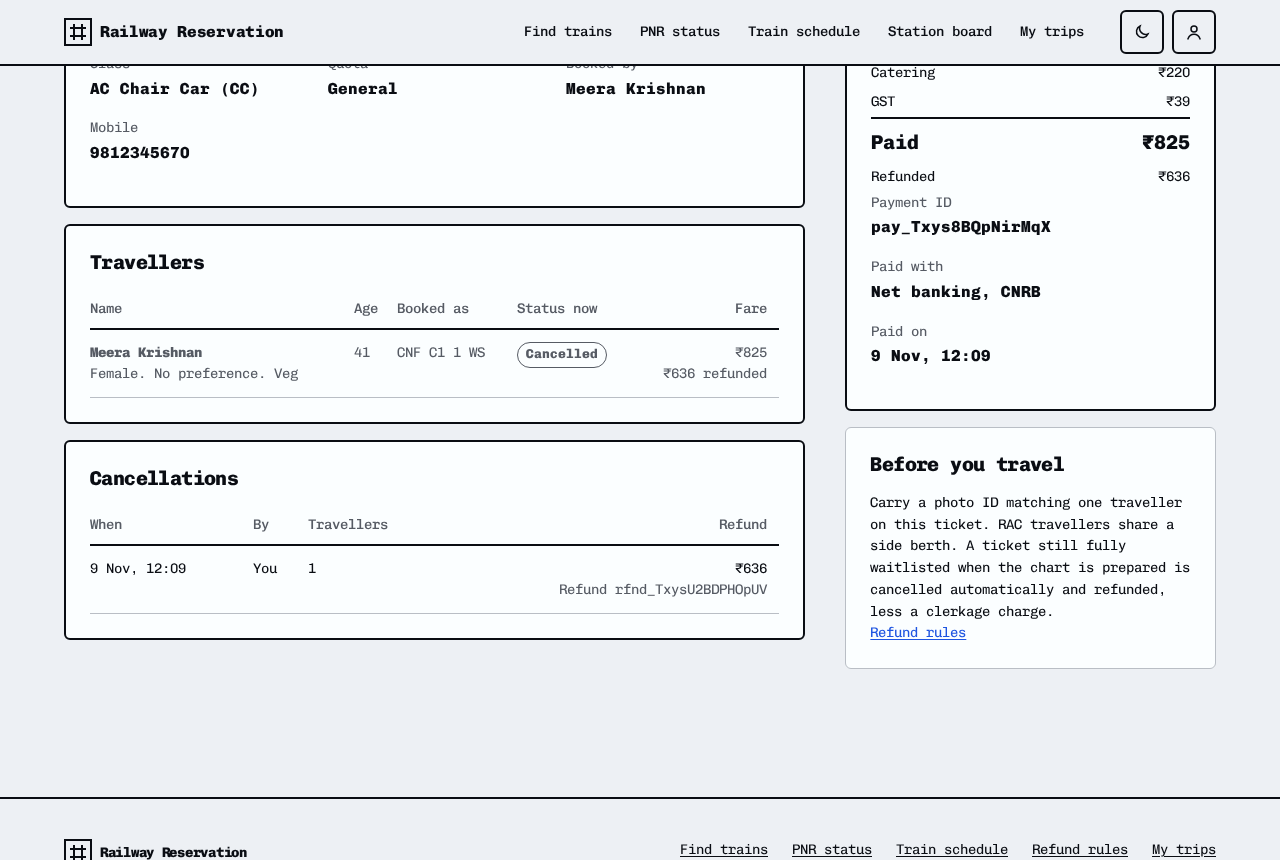 Railway Reservation
Find trains
PNR status
Train schedule
Station board
My trips
Class
Quota
Booked by
AC Chair Car (CC)
General
Meera Krishnan
Mobile
9812345670
Travellers
Name Age Booked as Status now Fare
Meera Krishnan 41 CNF C1 1 WS Cancelled ₹825
Female. No preference. Veg ₹636 refunded
Cancellations
When By Travellers Refund
9 Nov, 12:09 You 1 ₹636
Refund rfnd_TxysU2BDPHOpUV
Catering ₹220
GST ₹39
Paid ₹825
Refunded ₹636
Payment ID
pay_Txys8BQpNirMqX
Paid with
Net banking, CNRB
Paid on
9 Nov, 12:09
Before you travel
Carry a photo ID matching one traveller
on this ticket. RAC travellers share a
side berth. A ticket still fully
waitlisted when the chart is prepared is
cancelled automatically and refunded,
less a clerkage charge.
Refund rules
Railway Reservation
Find trains
PNR status
Train schedule
Refund rules
My trips